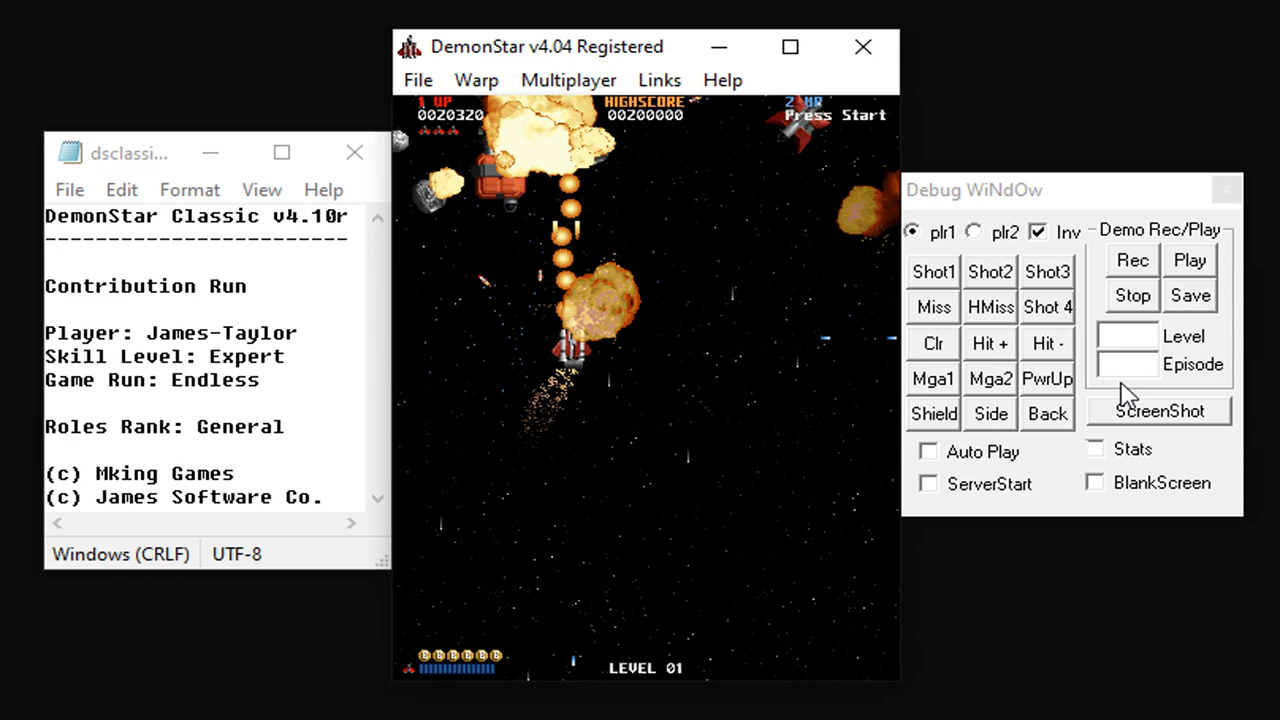 dsclassi...
File Edit Format View Help
DemonStar Classic v4.10r
-------------------------
Contribution Run
Player: James-Taylor
Skill Level: Expert
Game Run: Endless
Roles Rank: General
(c) Mking Games
(c) James Software Co.
Windows (CRLF) UTF-8
DemonStar v4.04 Registered
File Warp Multiplayer Links Help
1 UP HIGHSCORE
0020320 00200000 Press Start
LEVEL 01
Debug WiNdOw
plr1 plr2 Inv Demo Rec/Play
Shot1 Shot2 Shot3 Rec Play
Miss HMiss Shot 4 Stop Save
Clr Hit + Hit - Level
Mga1 Mga2 PwrUp Episode
Shield Side Back ScreenShot
Auto Play Stats
ServerStart BlankScreen